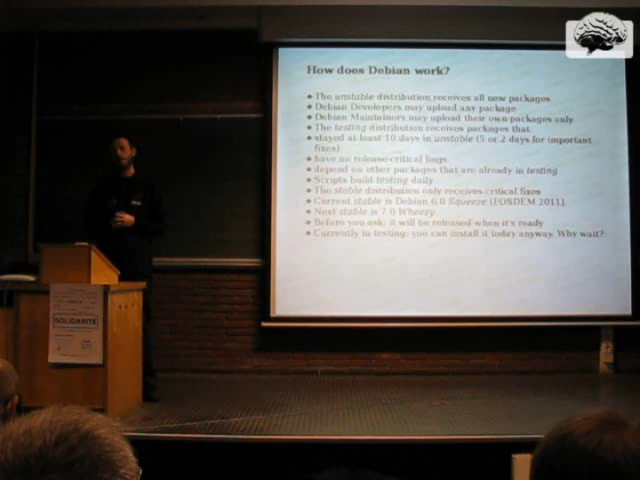 How does Debian work?
• The unstable distribution receives all new packages
• Debian Developers may upload any package
• Debian Maintainers may upload their own packages only
• The testing distribution receives packages that:
• stayed at least 10 days in unstable (5 or 2 days for important
fixes)
• have no release-critical bugs
• depend on other packages that are already in testing
• Scripts build testing daily
• The stable distribution only receives critical fixes
• Current stable is Debian 6.0 Squeeze (FOSDEM 2011)
• Next stable is 7.0 Wheezy
• Before you ask: it will be released when it's ready
• Currently in testing: you can install it today anyway. Why wait?
SOLIDARITÉ